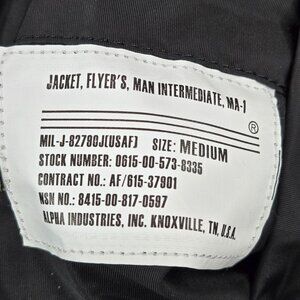 JACKET, FLYER'S, MAN INTERMEDIATE, MA-1
®
MIL-J-82790J(USAF) SIZE: MEDIUM
STOCK NUMBER: 0615-00-573-8335
CONTRACT NO.: AF/615-37901
NSN NO.: 8415-00-817-0597
ALPHA INDUSTRIES, INC. KNOXVILLE, TN, U.S.A.